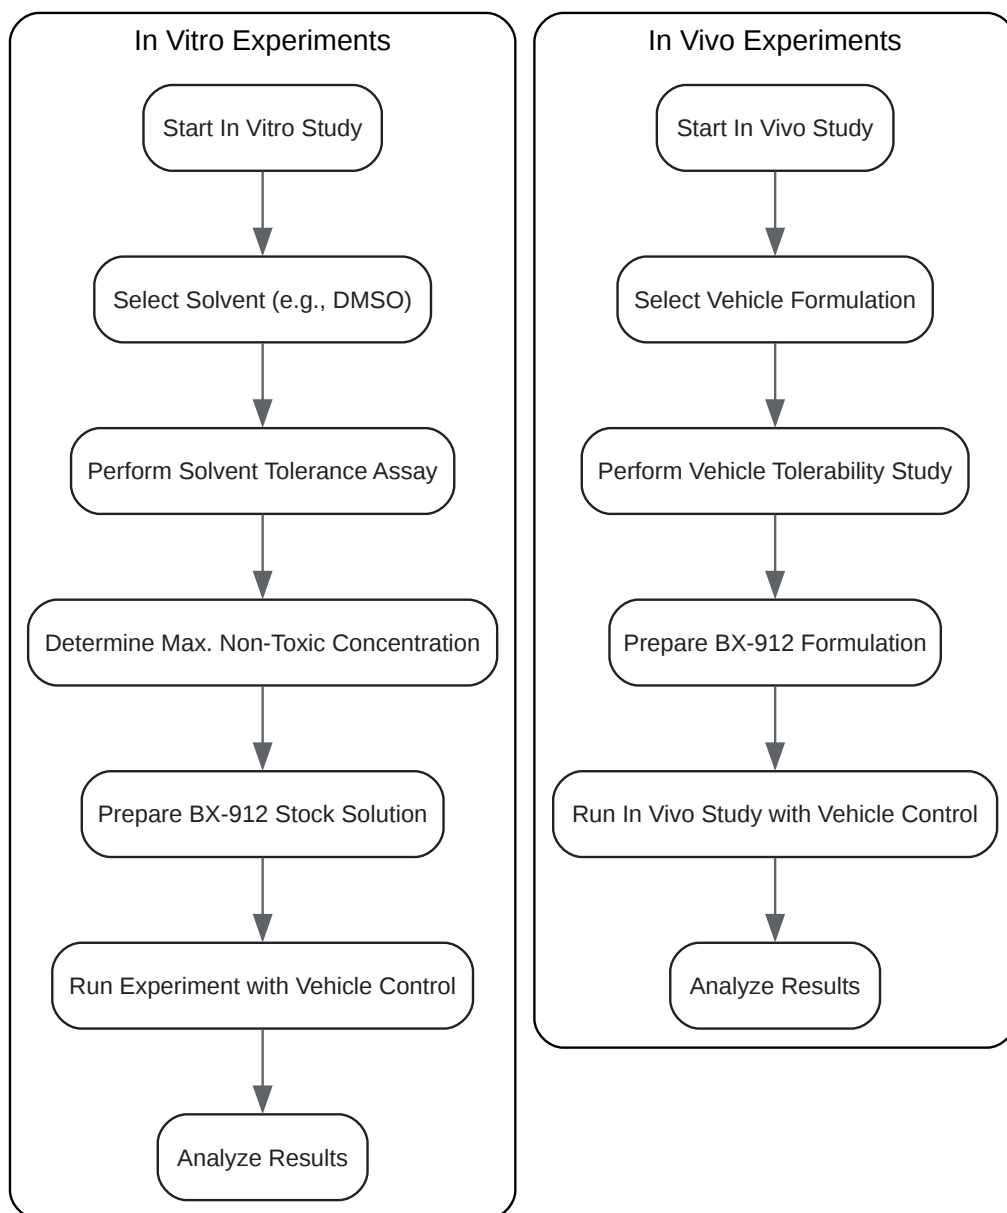 In Vitro Experiments
Start In Vitro Study
Select Solvent (e.g., DMSO)
Perform Solvent Tolerance Assay
Determine Max. Non-Toxic Concentration
Prepare BX-912 Stock Solution
Run Experiment with Vehicle Control
Analyze Results
In Vivo Experiments
Start In Vivo Study
Select Vehicle Formulation
Perform Vehicle Tolerability Study
Prepare BX-912 Formulation
Run In Vivo Study with Vehicle Control
Analyze Results